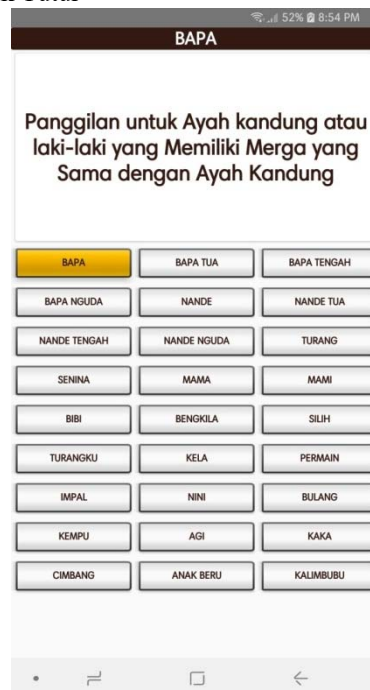 52% 8:54 PM
BAPA
Panggilan untuk Ayah kandung atau
laki-laki yang Memiliki Merga yang
Sama dengan Ayah Kandung
BAPA BAPA TUA BAPA TENGAH
BAPA NGUDA NANDE NANDE TUA
NANDE TENGAH NANDE NGUDA TURANG
SENINA MAMA MAMI
BIBI BENGKILA SILIH
TURANGKU KELA PERMAIN
IMPAL NINI BULANG
KEMPU AGI KAKA
CIMBANG ANAK BERU KALIMBUBU